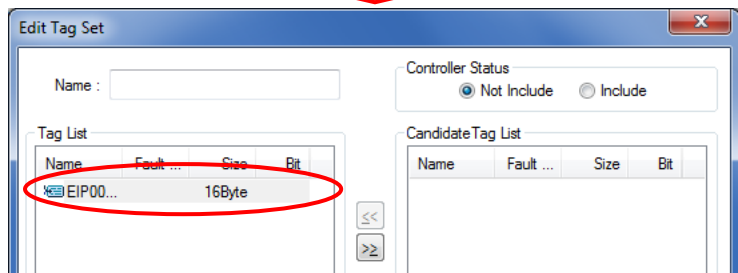 Edit Tag Set
x
Name :
Controller Status
Not Include Include
Tag List
Name Fault ... Size Bit
EIP00... 16Byte
<<
>>
Candidate Tag List
Name Fault ... Size Bit